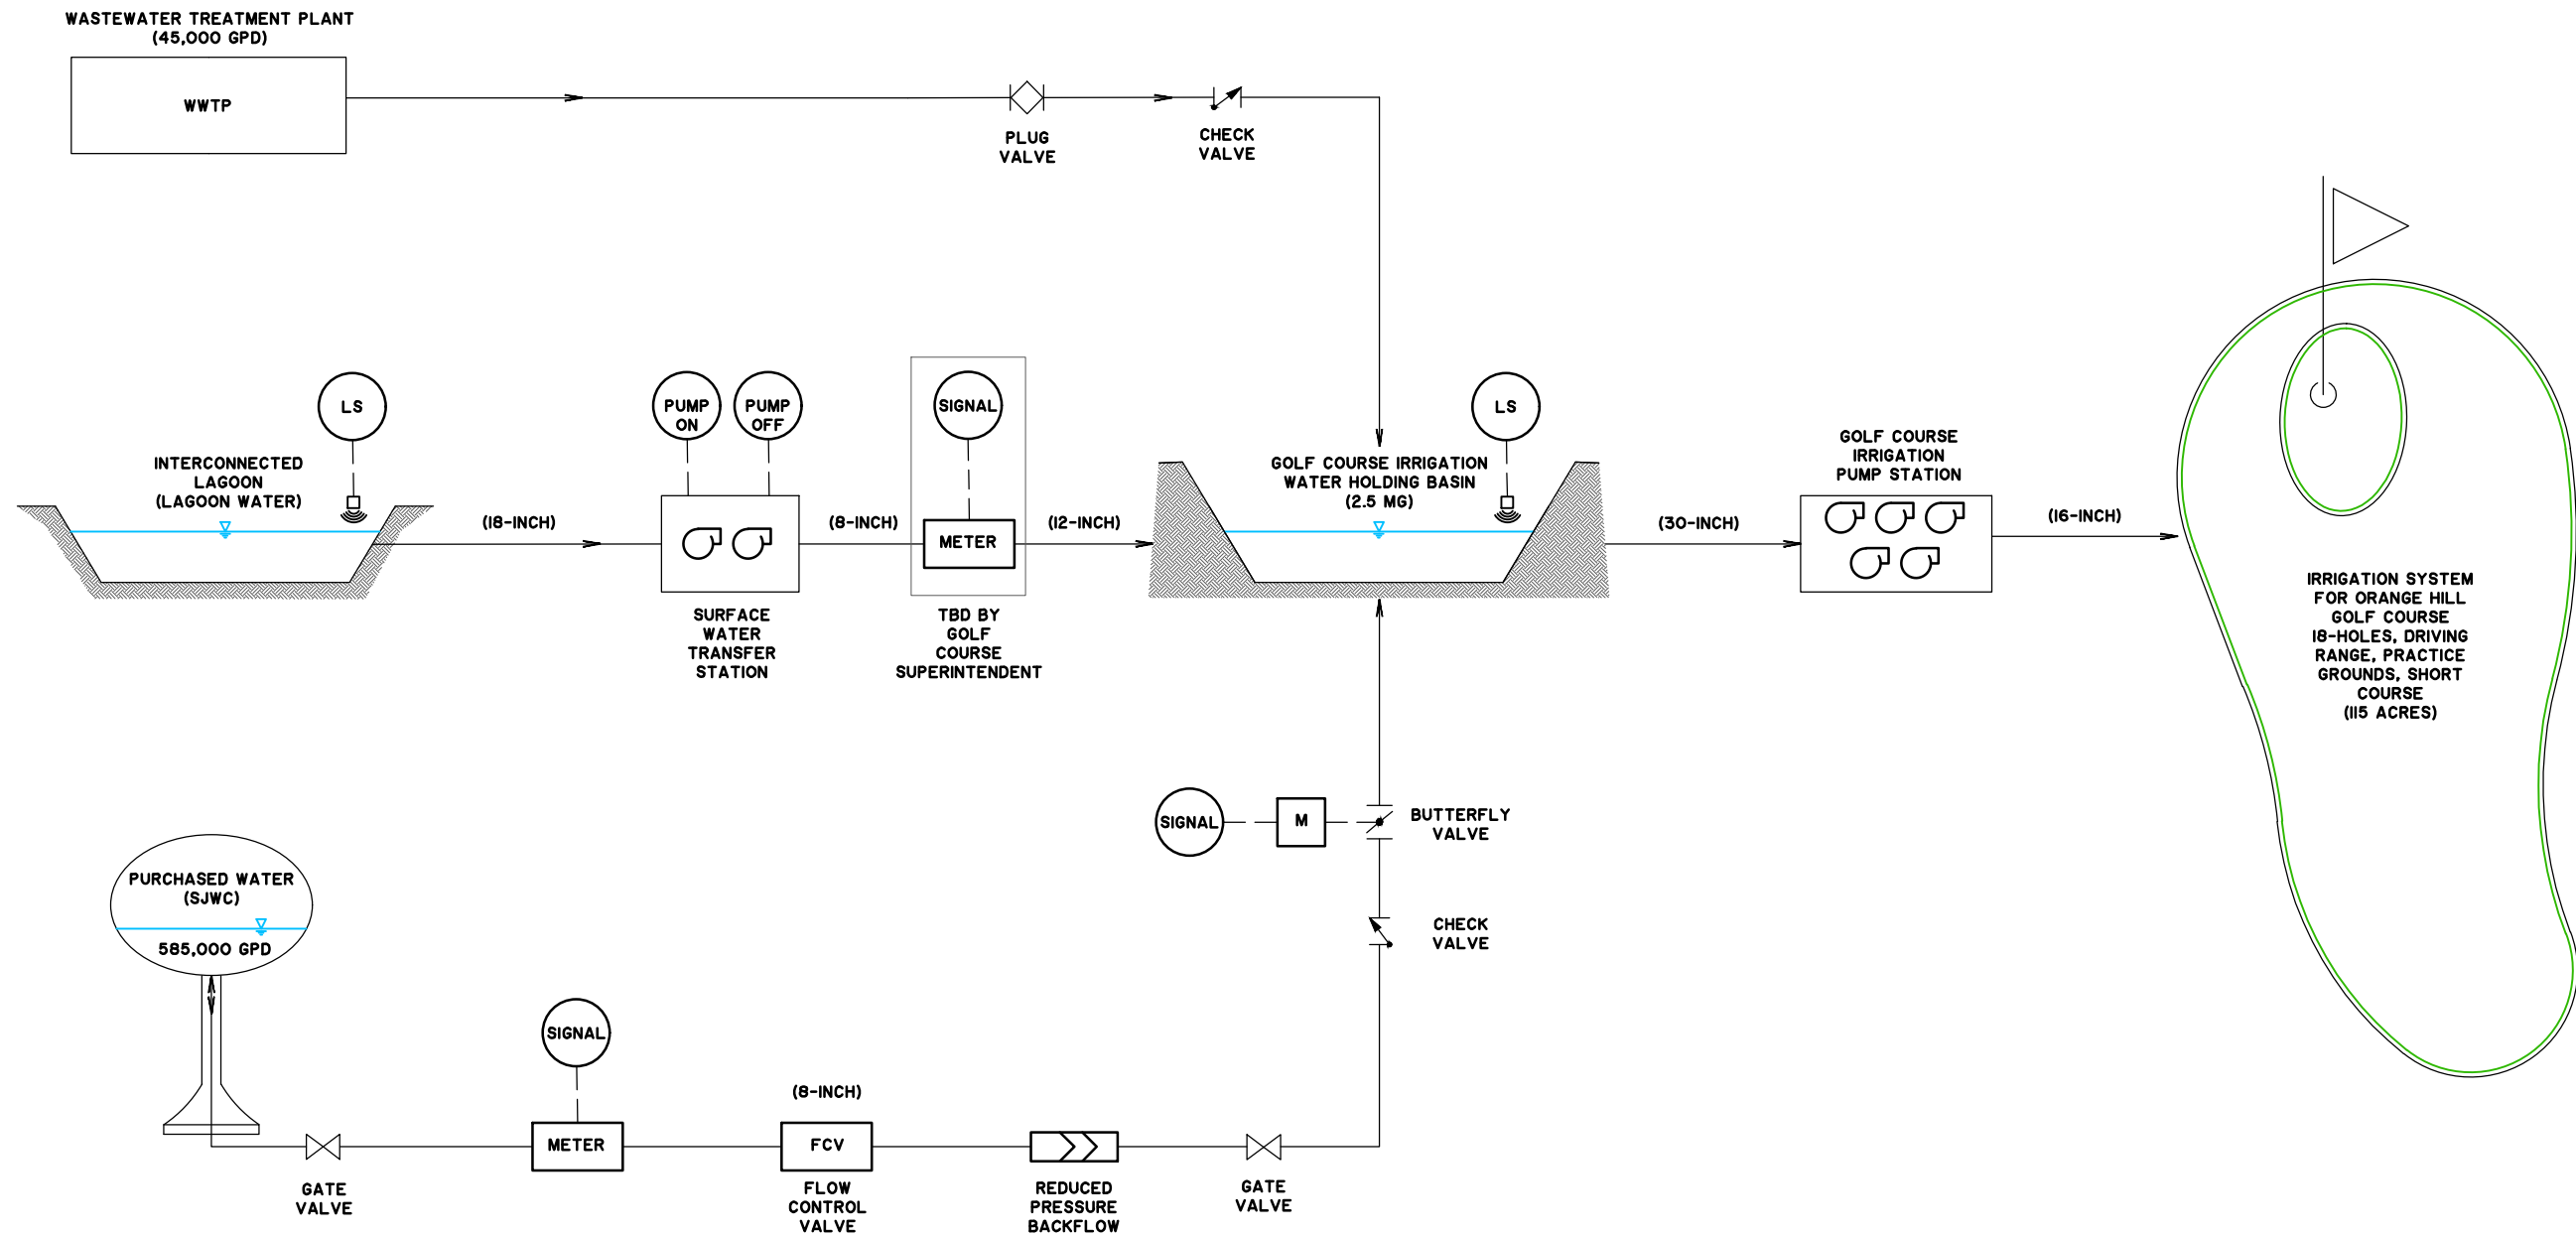 WASTEWATER TREATMENT PLANT
(45,000 GPD)
WWTP
PLUG
VALVE
CHECK
VALVE
LS
INTERCONNECTED
LAGOON
(LAGOON WATER)
(18-INCH)
PUMP
ON
PUMP
OFF
SURFACE
WATER
TRANSFER
STATION
(8-INCH)
SIGNAL
METER
TBD BY
GOLF
COURSE
SUPERINTENDENT
(12-INCH)
GOLF COURSE IRRIGATION
WATER HOLDING BASIN
(2.5 MG)
LS
(30-INCH)
GOLF COURSE
IRRIGATION
PUMP STATION
(16-INCH)
IRRIGATION SYSTEM
FOR ORANGE HILL
GOLF COURSE
18-HOLES, DRIVING
RANGE, PRACTICE
GROUNDS, SHORT
COURSE
(115 ACRES)
SIGNAL
M
BUTTERFLY
VALVE
CHECK
VALVE
PURCHASED WATER
(SJWC)
585,000 GPD
GATE
VALVE
SIGNAL
METER
(8-INCH)
FCV
FLOW
CONTROL
VALVE
REDUCED
PRESSURE
BACKFLOW
GATE
VALVE